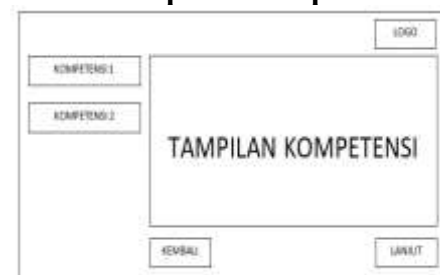 LOGO
KOMPETENSI 1
KOMPETENSI 2
TAMPILAN KOMPETENSI
KEMBALI
LANJUT